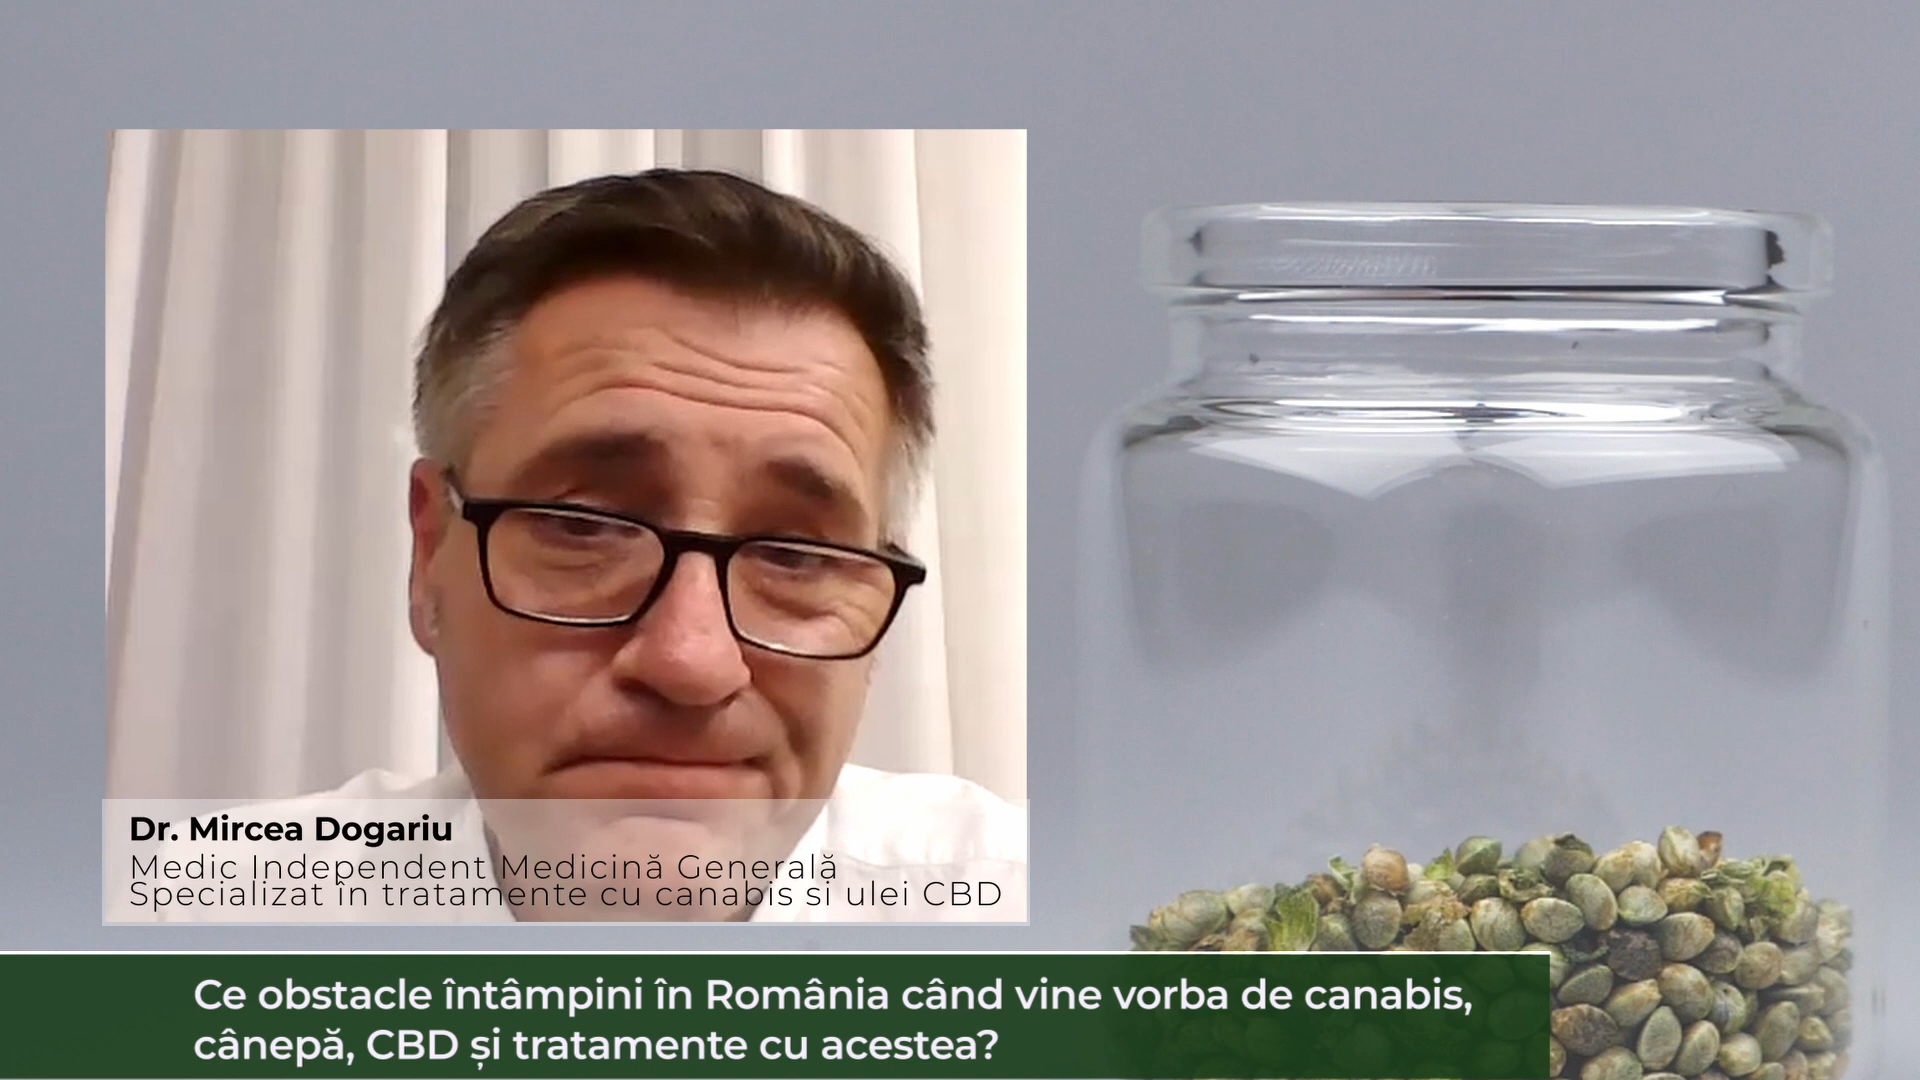 Dr. Mircea Dogariu
Medic Independent Medicină Generală
Specializat în tratamente cu canabis si ulei CBD
Ce obstacle întâmpini în România când vine vorba de canabis,
cânepă, CBD și tratamente cu acestea?